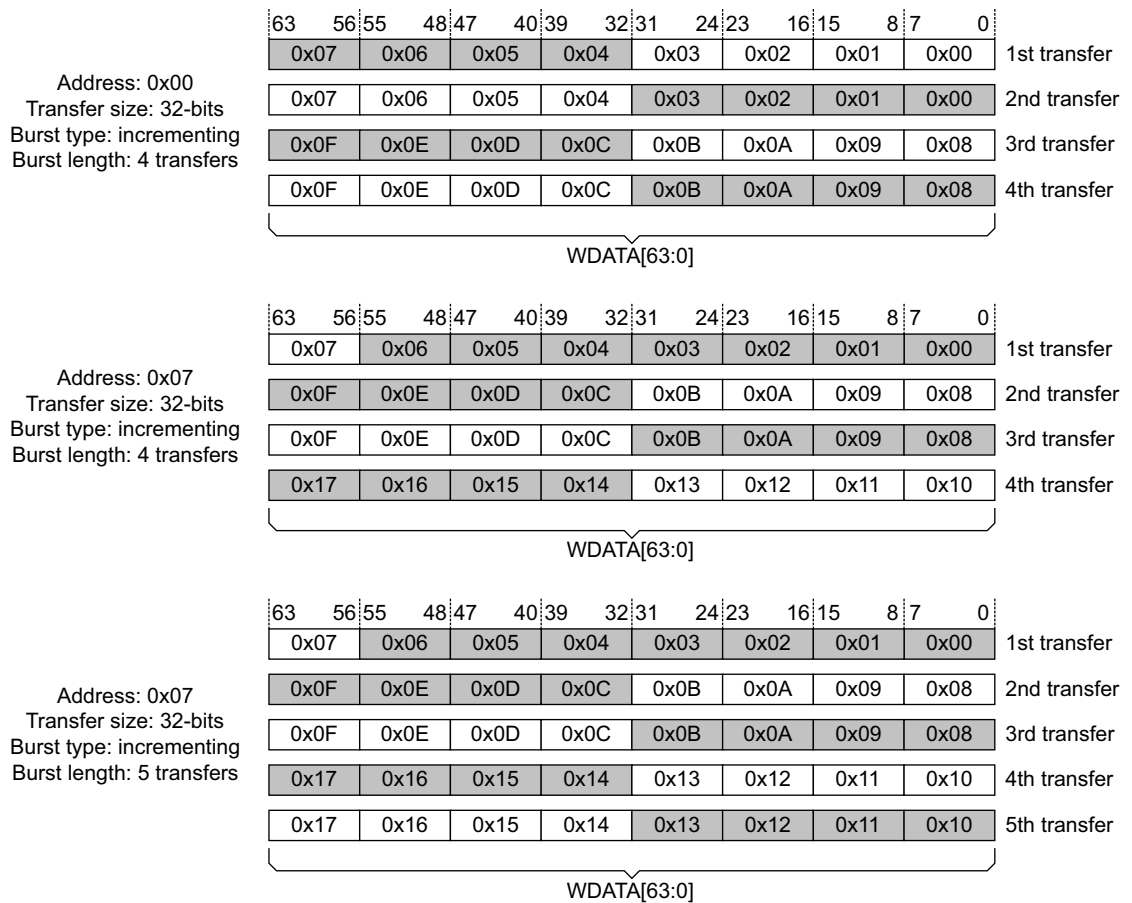 63 56 55 48 47 40 39 32 31 24 23 16 15 8 7 0
0x07 0x06 0x05 0x04 0x03 0x02 0x01 0x00 1st transfer
Address: 0x00
Transfer size: 32-bits
Burst type: incrementing
Burst length: 4 transfers
0x07 0x06 0x05 0x04 0x03 0x02 0x01 0x00 2nd transfer
0x0F 0x0E 0x0D 0x0C 0x0B 0x0A 0x09 0x08 3rd transfer
0x0F 0x0E 0x0D 0x0C 0x0B 0x0A 0x09 0x08 4th transfer
WDATA[63:0]
63 56 55 48 47 40 39 32 31 24 23 16 15 8 7 0
0x07 0x06 0x05 0x04 0x03 0x02 0x01 0x00 1st transfer
Address: 0x07
Transfer size: 32-bits
Burst type: incrementing
Burst length: 4 transfers
0x0F 0x0E 0x0D 0x0C 0x0B 0x0A 0x09 0x08 2nd transfer
0x0F 0x0E 0x0D 0x0C 0x0B 0x0A 0x09 0x08 3rd transfer
0x17 0x16 0x15 0x14 0x13 0x12 0x11 0x10 4th transfer
WDATA[63:0]
63 56 55 48 47 40 39 32 31 24 23 16 15 8 7 0
0x07 0x06 0x05 0x04 0x03 0x02 0x01 0x00 1st transfer
Address: 0x07
Transfer size: 32-bits
Burst type: incrementing
Burst length: 5 transfers
0x0F 0x0E 0x0D 0x0C 0x0B 0x0A 0x09 0x08 2nd transfer
0x0F 0x0E 0x0D 0x0C 0x0B 0x0A 0x09 0x08 3rd transfer
0x17 0x16 0x15 0x14 0x13 0x12 0x11 0x10 4th transfer
0x17 0x16 0x15 0x14 0x13 0x12 0x11 0x10 5th transfer
WDATA[63:0]